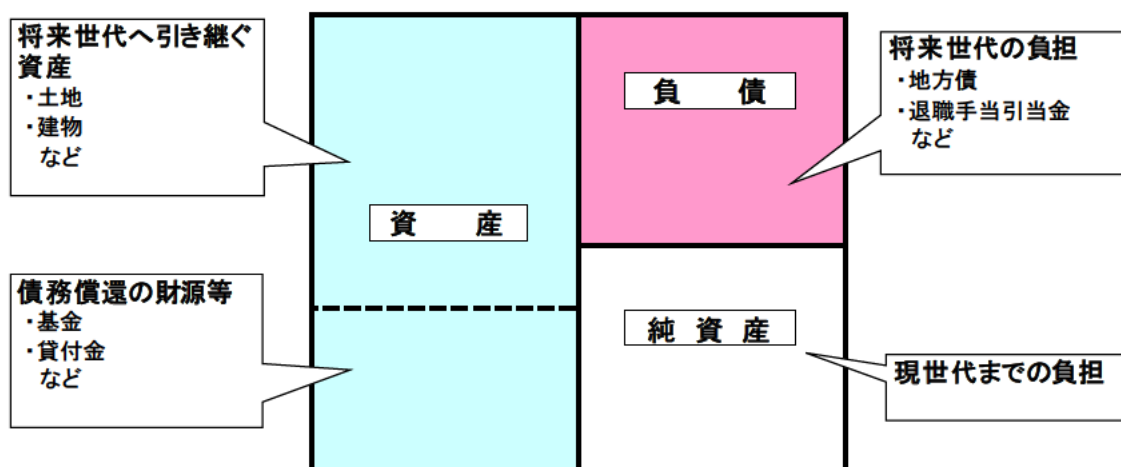 将来世代へ引き継ぐ
資産
・土地
・建物
など
債務償還の財源等
・基金
・貸付金
など
資　産
負　債
純 資 産
将来世代の負担
・地方債
・退職手当引当金
など
現世代までの負担